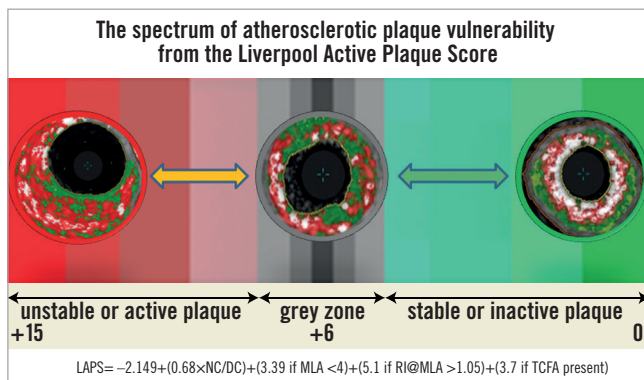 The spectrum of atherosclerotic plaque vulnerability
from the Liverpool Active Plaque Score
unstable or active plaque grey zone stable or inactive plaque
+15 +6 0
LAPS= −2.149+(0.68×NC/DC)+(3.39 if MLA <4)+(5.1 if RI@MLA >1.05)+(3.7 if TCFA present)